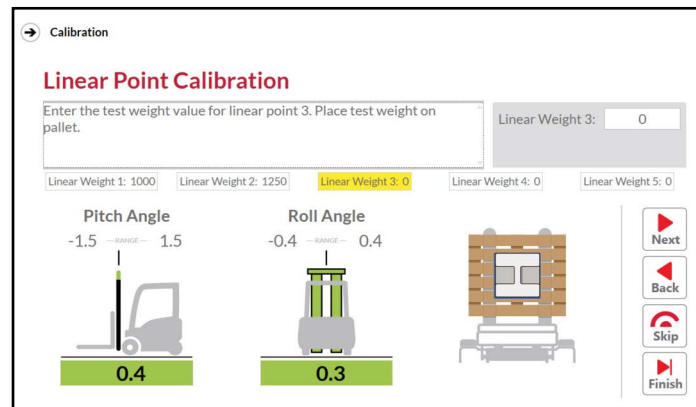 Calibration
Linear Point Calibration
Enter the test weight value for linear point 3. Place test weight on
pallet.
Linear Weight 3: 0
Linear Weight 1: 1000 Linear Weight 2: 1250 Linear Weight 3: 0 Linear Weight 4: 0 Linear Weight 5: 0
Pitch Angle Roll Angle
-1.5 —RANGE— 1.5 -0.4 —RANGE— 0.4
Next
Back
Skip
0.4 0.3
Finish